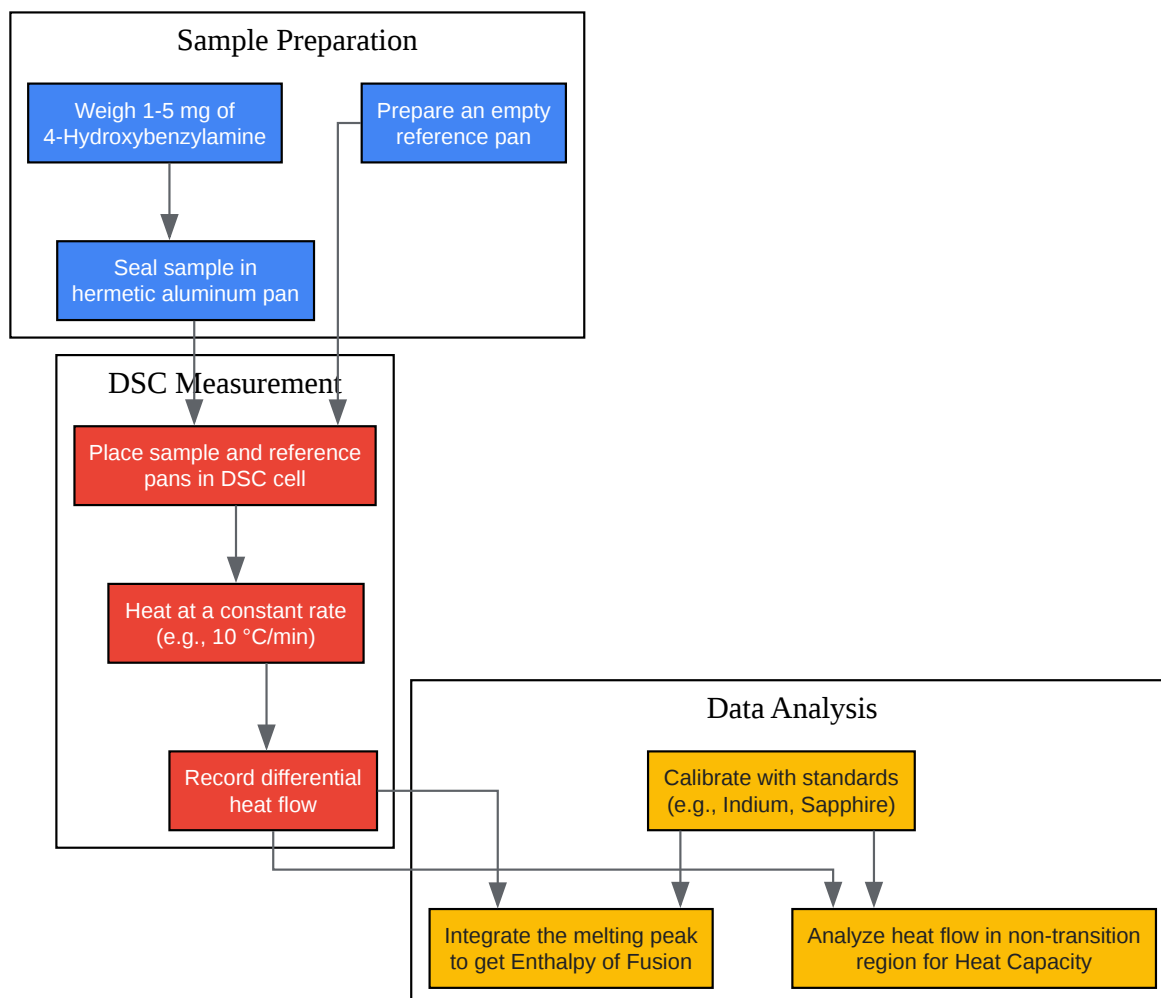 Sample Preparation
Weigh 1-5 mg of
4-Hydroxybenzylamine
Prepare an empty
reference pan
Seal sample in
hermetic aluminum pan
DSC Measurement
Place sample and reference
pans in DSC cell
Heat at a constant rate
(e.g., 10 °C/min)
Record differential
heat flow
Data Analysis
Calibrate with standards
(e.g., Indium, Sapphire)
Integrate the melting peak
to get Enthalpy of Fusion
Analyze heat flow in non-transition
region for Heat Capacity